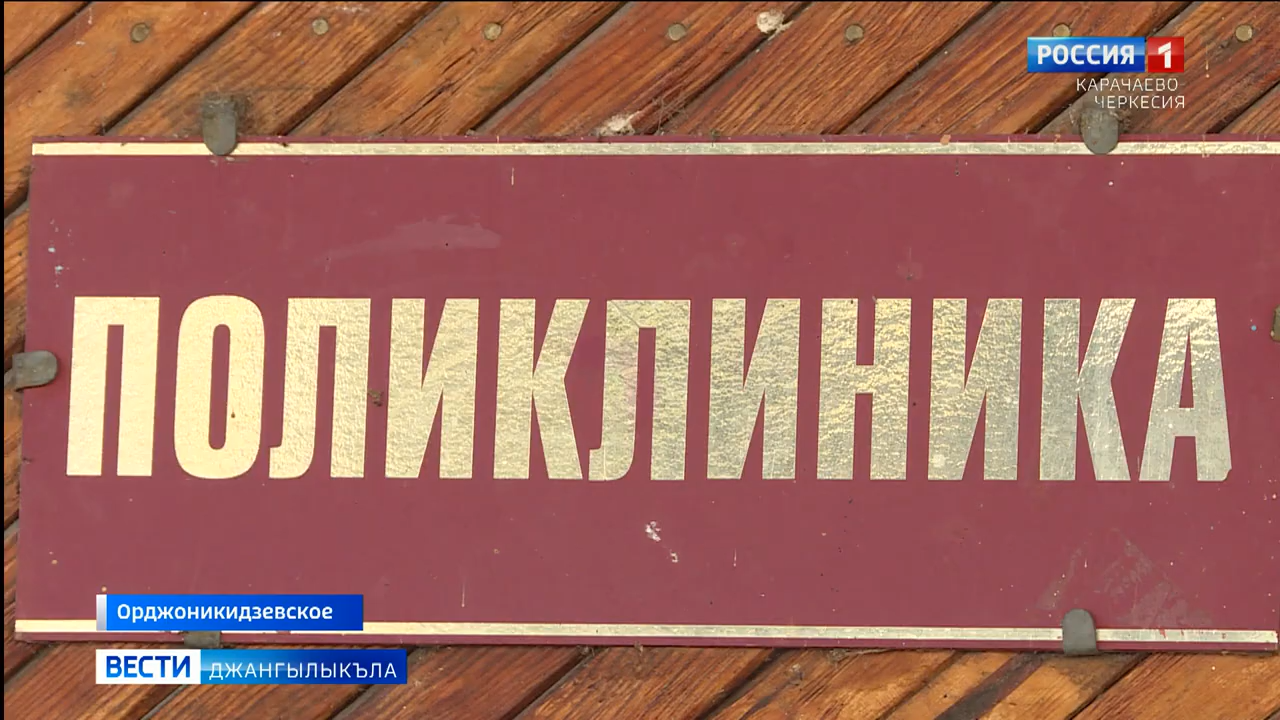 РОССИЯ 1
КАРАЧАЕВО
ЧЕРКЕСИЯ
ПОЛИКЛИНИКА
Орджоникидзевское
ВЕСТИ ДЖАНГЫЛЫКЪЛА